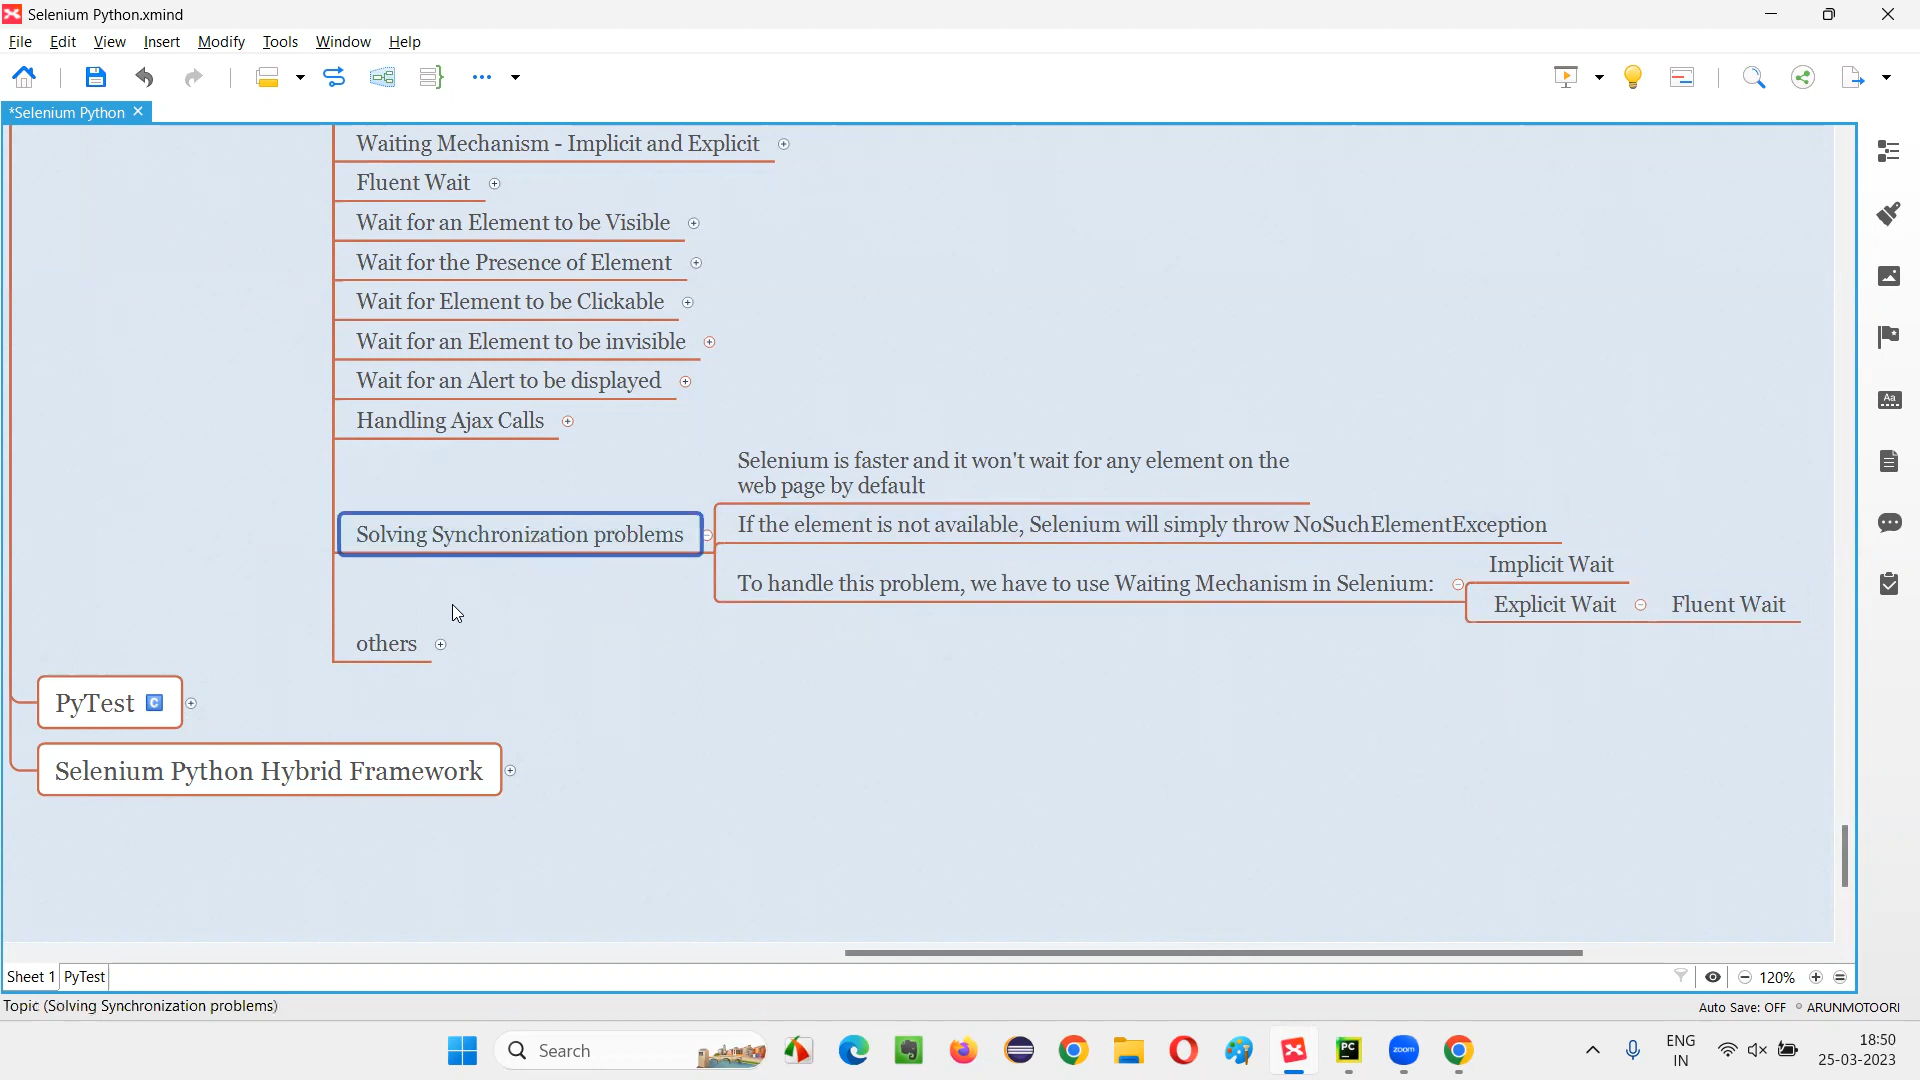 Selenium Python.xmind
File Edit View Insert Modify Tools Window Help
*Selenium Python
Waiting Mechanism - Implicit and Explicit
Fluent Wait
Wait for an Element to be Visible
Wait for the Presence of Element
Wait for Element to be Clickable
Wait for an Element to be invisible
Wait for an Alert to be displayed
Handling Ajax Calls
Solving Synchronization problems
Selenium is faster and it won't wait for any element on the
web page by default
If the element is not available, Selenium will simply throw NoSuchElementException
To handle this problem, we have to use Waiting Mechanism in Selenium:
Implicit Wait
Explicit Wait
Fluent Wait
others
PyTest C
Selenium Python Hybrid Framework
Aa
Sheet 1 PyTest
120%
Topic (Solving Synchronization problems)
Auto Save: OFF ARUNMOTOORI
Search
PC
zoom
ENG
IN
18:50
25-03-2023